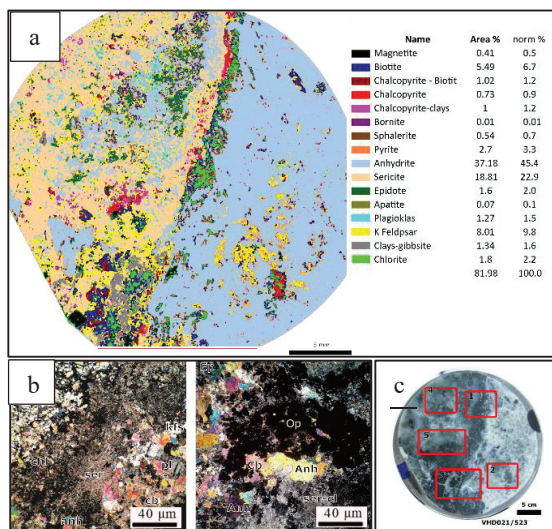 a
Name Area % norm %
Magnetite 0.41 0.5
Biotite 5.49 6.7
Chalcopyrite - Biotit 1.02 1.2
Chalcopyrite 0.73 0.9
Chalcopyrite-clays 1 1.2
Bornite 0.01 0.01
Sphalerite 0.54 0.7
Pyrite 2.7 3.3
Anhydrite 37.18 45.4
Sericite 18.81 22.9
Epidote 1.6 2.0
Apatite 0.07 0.1
Plagioklas 1.27 1.5
K Feldpsar 8.01 9.8
Clays-gibbsite 1.34 1.6
Chlorite 1.8 2.2
81.98 100.0
b
chl
ser
kfs
pl
cb
anh
40 µm
Op
Cb
Anh
Anh
ser-cl
40 µm
c
4
1
5
2
5 cm
VHD021/523